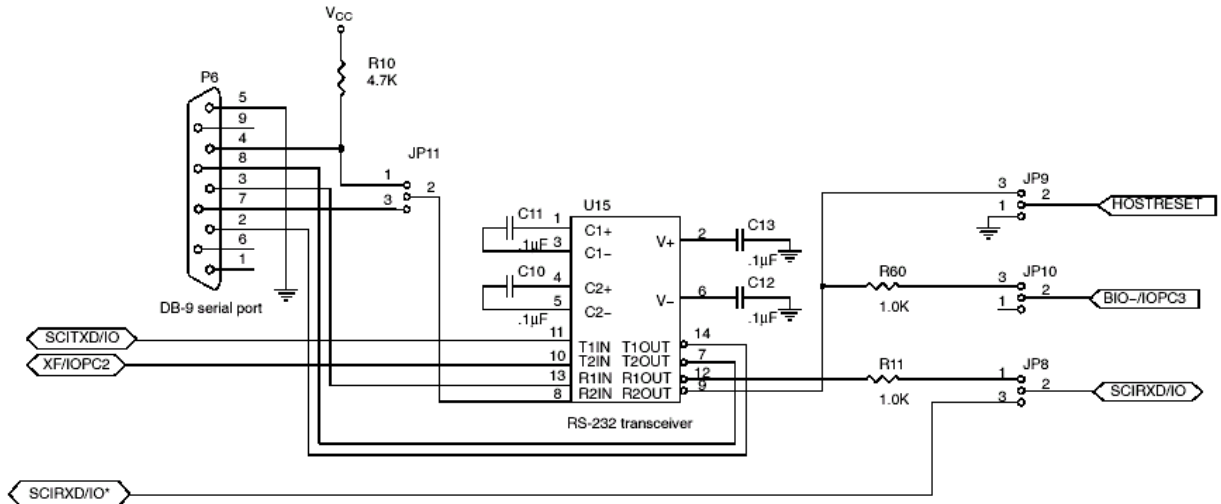 VCC
R10
4.7K
P6
5
9
4
8
3
7
2
6
1
DB-9 serial port
JP11
1
2
3
U15
C11
.1µF
1
3
C10
.1µF
4
5
C1+
C1−
C2+
C2−
V+
V−
2
C13
.1µF
6
C12
.1µF
11
10
13
8
T1IN T1OUT
T2IN T2OUT
R1IN R1OUT
R2IN R2OUT
14
7
12
9
RS-232 transceiver
SCITXD/IO
XF/IOPC2
SCIRXD/IO*
3 JP9
2
1
HOSTRESET
R60
1.0K
3 JP10
2
1
BIO−/IOPC3
R11
1.0K
1 JP8
2
3
SCIRXD/IO